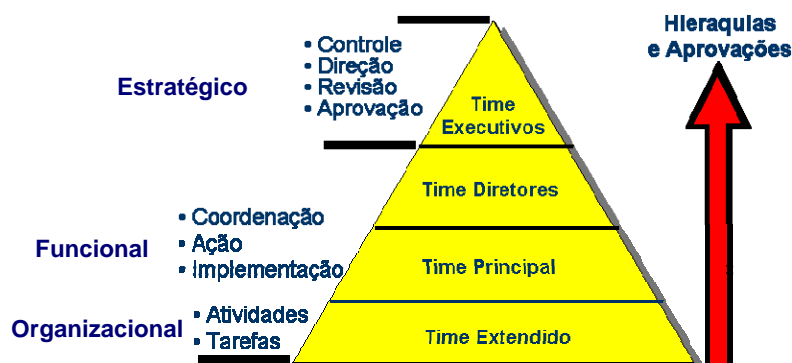 Hieraquias
e Aprovações
• Controle
• Direção
• Revisão
• Aprovação
Estratégico
Time
Executivos
Time Diretores
• Coordenação
• Ação
• Implementação
Funcional
Time Principal
• Atividades
• Tarefas
Organizacional
Time Extendido